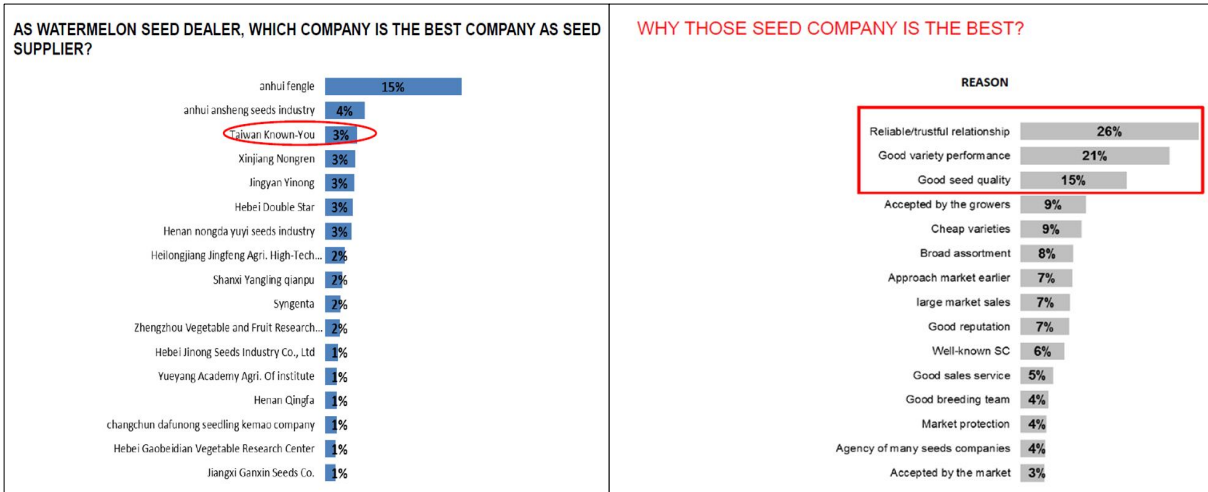 AS WATERMELON SEED DEALER, WHICH COMPANY IS THE BEST COMPANY AS SEED
SUPPLIER?
anhui fengle 15%
anhui ansheng seeds industry 4%
Taiwan Known-You 3%
Xinjiang Nongren 3%
Jingyan Yinong 3%
Hebei Double Star 3%
Henan nongda yuyi seeds industry 3%
Heilongjiang Jingfeng Agri. High-Tech... 2%
Shanxi Yangling qianpu 2%
Syngenta 2%
Zhengzhou Vegetable and Fruit Research... 2%
Hebei Jinong Seeds Industry Co., Ltd 1%
Yueyang Academy Agri. Of institute 1%
Henan Qingfa 1%
changchun dafunong seedling kemao company 1%
Hebei Gaobeidian Vegetable Research Center 1%
Jiangxi Ganxin Seeds Co. 1%
WHY THOSE SEED COMPANY IS THE BEST?
REASON
Reliable/trustful relationship 26%
Good variety performance 21%
Good seed quality 15%
Accepted by the growers 9%
Cheap varieties 9%
Broad assortment 8%
Approach market earlier 7%
large market sales 7%
Good reputation 7%
Well-known SC 6%
Good sales service 5%
Good breeding team 4%
Market protection 4%
Agency of many seeds companies 4%
Accepted by the market 3%